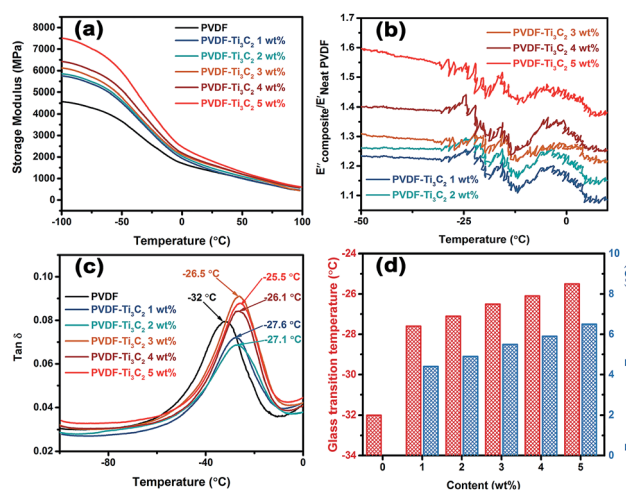 (a)
PVDF
PVDF-Ti₃C₂ 1 wt%
PVDF-Ti₃C₂ 2 wt%
PVDF-Ti₃C₂ 3 wt%
PVDF-Ti₃C₂ 4 wt%
PVDF-Ti₃C₂ 5 wt%
Storage Modulus (MPa)
8000
7000
6000
5000
4000
3000
2000
1000
0
-100
-50
0
50
100
Temperature (°C)
(b)
PVDF-Ti₃C₂ 3 wt%
PVDF-Ti₃C₂ 4 wt%
PVDF-Ti₃C₂ 5 wt%
E'' composite/E' Neat PVDF
1.7
1.6
1.5
1.4
1.3
1.2
1.1
PVDF-Ti₃C₂ 1 wt%
PVDF-Ti₃C₂ 2 wt%
-50
-25
0
Temperature (°C)
(c)
PVDF
PVDF-Ti₃C₂ 1 wt%
PVDF-Ti₃C₂ 2 wt%
PVDF-Ti₃C₂ 3 wt%
PVDF-Ti₃C₂ 4 wt%
PVDF-Ti₃C₂ 5 wt%
-26.5 °C
-25.5 °C
-32 °C
-26.1 °C
-27.6 °C
-27.1 °C
Tan δ
0.10
0.08
0.06
0.04
0.02
-80
-40
0
Temperature (°C)
(d)
Glass transition temperature (°C)
-24
-26
-28
-30
-32
-34
10
8
6
4
2
0
0
1
2
3
4
5
Content (wt%)